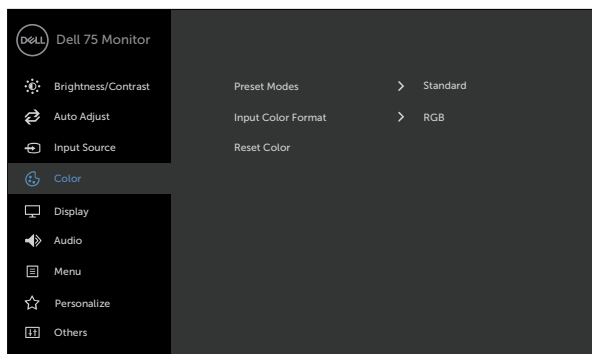 DELL Dell 75 Monitor
Brightness/Contrast
Preset Modes > Standard
Auto Adjust
Input Color Format > RGB
Input Source
Reset Color
Color
Display
Audio
Menu
Personalize
Others